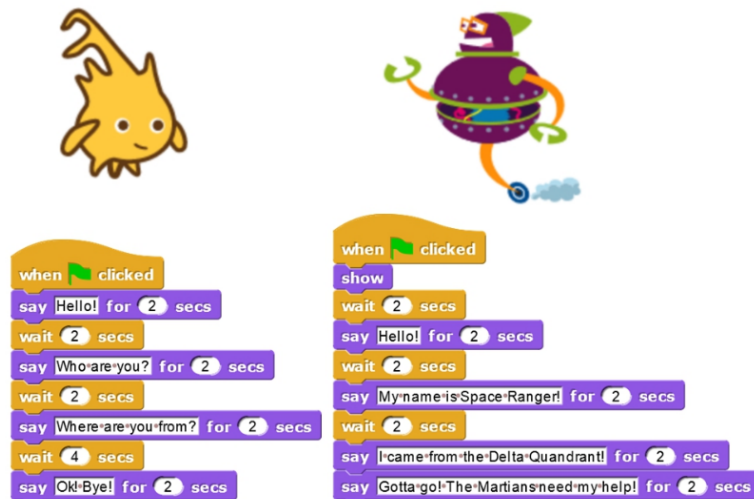 when clicked
say Hello! for 2 secs
wait 2 secs
say Who are you? for 2 secs
wait 2 secs
say Where are you from? for 2 secs
wait 4 secs
say Ok! Bye! for 2 secs
when clicked
show
wait 2 secs
say Hello! for 2 secs
wait 2 secs
say My name is Space Ranger! for 2 secs
wait 2 secs
say I came from the Delta Quandrant! for 2 secs
say Gotta go! The Martians need my help! for 2 secs